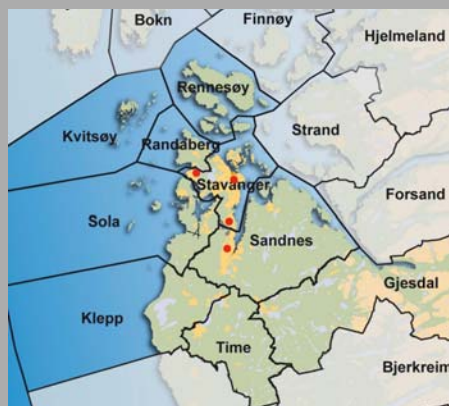 Bokn
Finnøy
Hjelmeland
Rennesøy
Kvitsøy
Randaberg
Strand
Stavanger
Forsand
Sola
Sandnes
Gjesdal
Klepp
Time
Bjerkreim